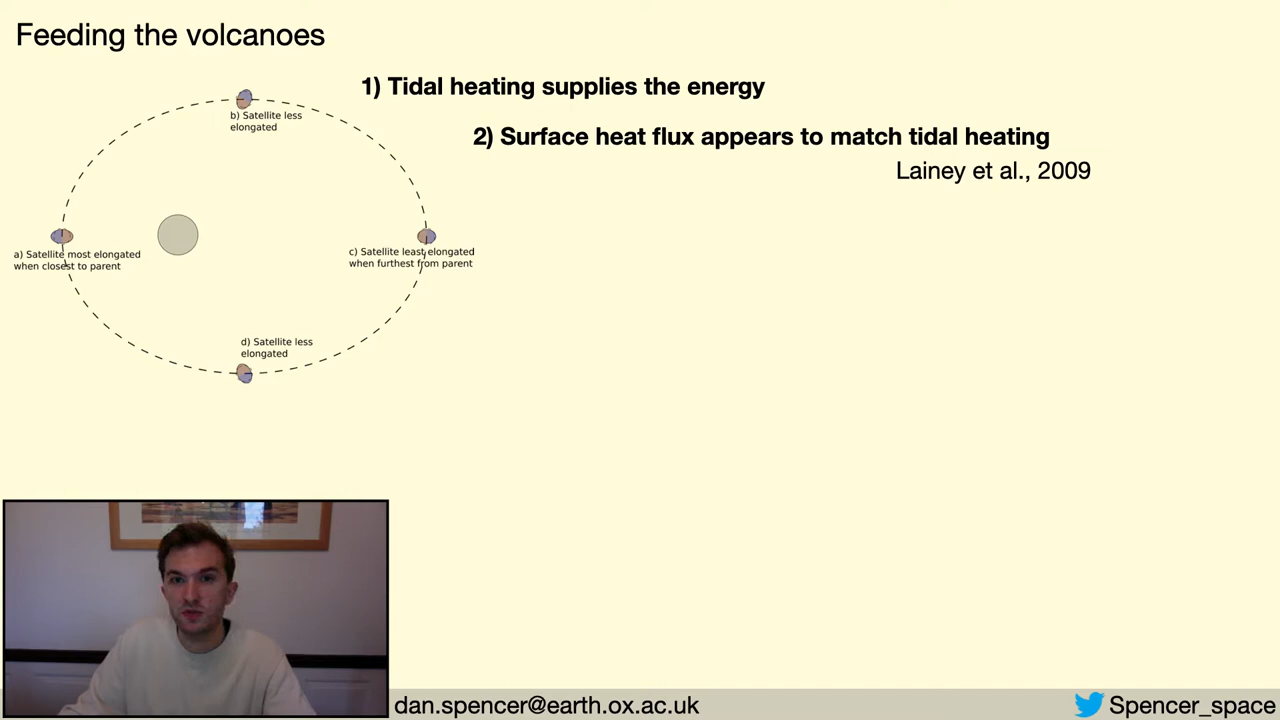 Feeding the volcanoes
1) Tidal heating supplies the energy
2) Surface heat flux appears to match tidal heating
Lainey et al., 2009
b) Satellite less
elongated
a) Satellite most elongated
when closest to parent
c) Satellite least elongated
when furthest from parent
d) Satellite less
elongated
dan.spencer@earth.ox.ac.uk
Spencer_space